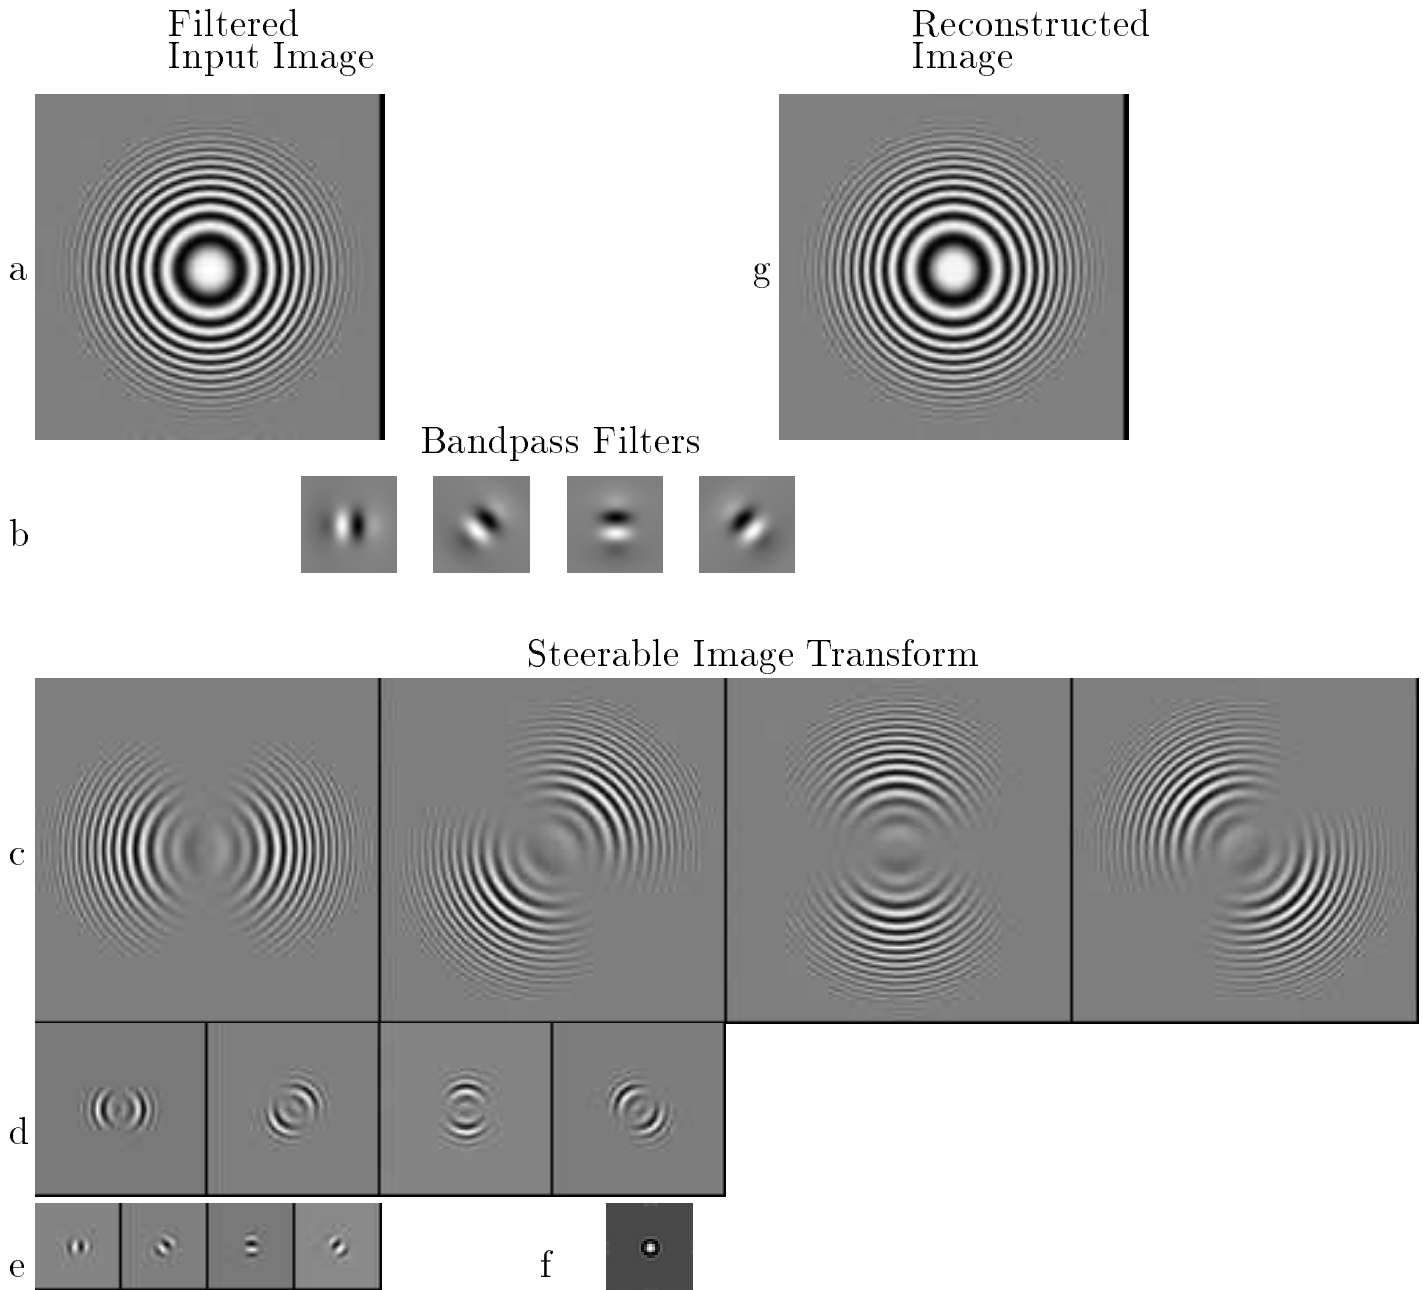 Filtered
Input Image
Reconstructed
Image
a
g
Bandpass Filters
b
Steerable Image Transform
c
d
e
f